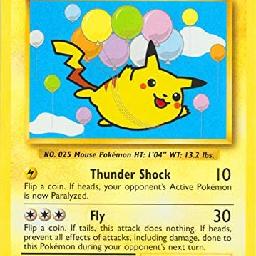 NO. 025 Mouse Pokémon HT: 1'04" WT: 13.2 lbs.
Thunder Shock 10
Flip a coin. If heads, your opponent's Active Pokémon
is now Paralyzed.
Fly 30
Flip a coin. If tails, this attack does nothing. If heads,
prevent all effects of attacks, including damage, done to
this Pokémon during your opponent's next turn.